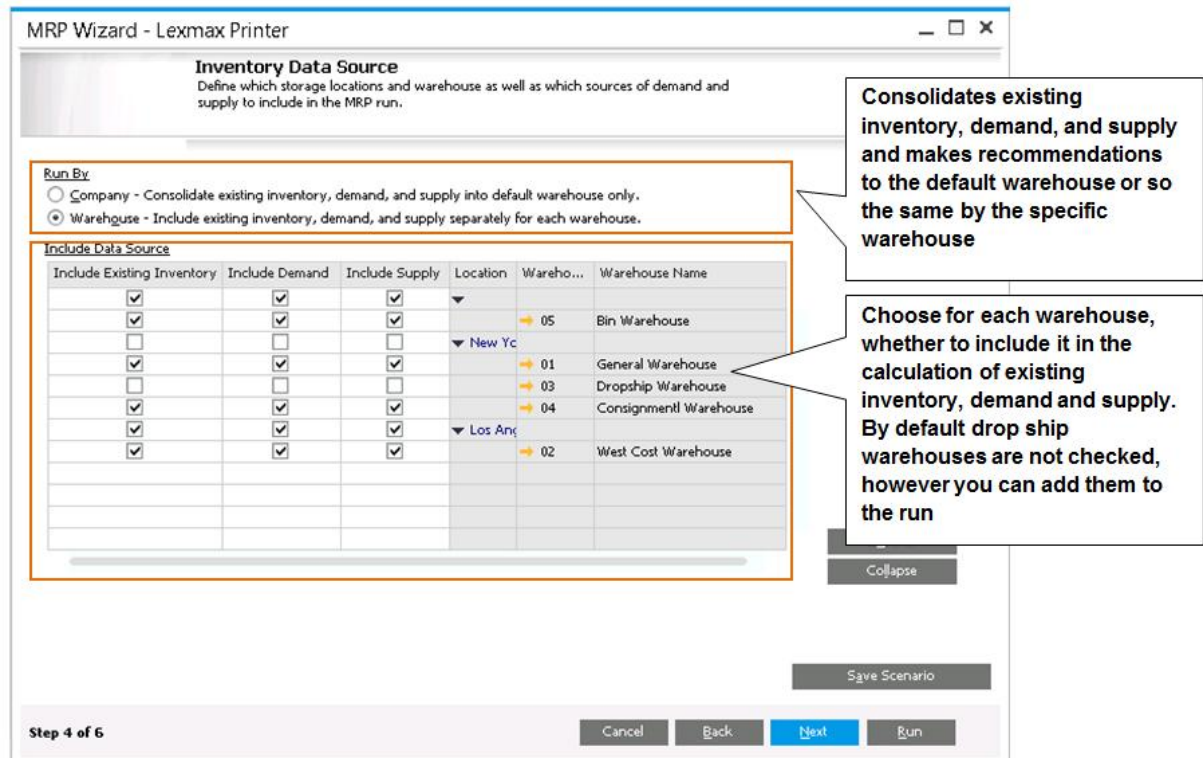 MRP Wizard - Lexmax Printer
Inventory Data Source
Define which storage locations and warehouse as well as which sources of demand and
supply to include in the MRP run.
Run By
Company - Consolidate existing inventory, demand, and supply into default warehouse only.
Warehouse - Include existing inventory, demand, and supply separately for each warehouse.
Include Data Source
Include Existing Inventory Include Demand Include Supply Location Wareho... Warehouse Name
05 Bin Warehouse
New Yc
01 General Warehouse
03 Dropship Warehouse
04 Consignmentl Warehouse
Los Ang
02 West Cost Warehouse
Collapse
Save Scenario
Step 4 of 6
Cancel Back Next Run
Consolidates existing
inventory, demand, and supply
and makes recommendations
to the default warehouse or so
the same by the specific
warehouse
Choose for each warehouse,
whether to include it in the
calculation of existing
inventory, demand and supply.
By default drop ship
warehouses are not checked,
however you can add them to
the run